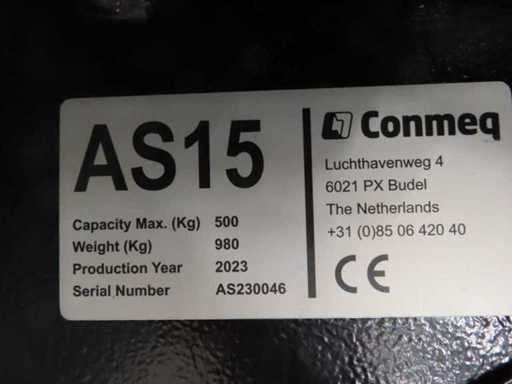 AS15
Capacity Max. (Kg) 500
Weight (Kg) 980
Production Year 2023
Serial Number AS230046
Conmeq
Luchthavenweg 4
6021 PX Budel
The Netherlands
+31 (0)85 06 420 40
CE